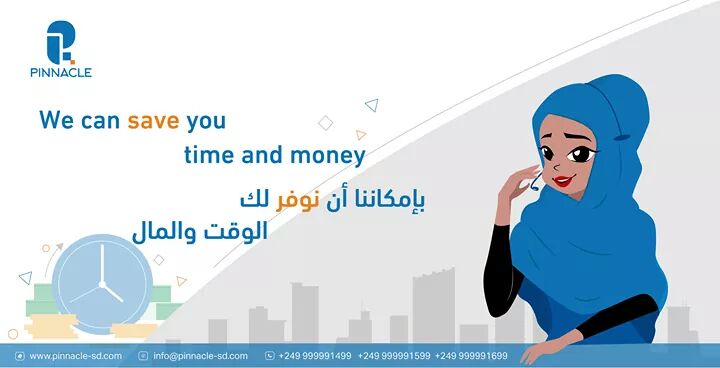 PINNACLE
We can save you
time and money
بإمكاننا أن نوفر لك
الوقت والمال
www.pinnacle-sd.com info@pinnacle-sd.com +249 999991499 +249 999991599 +249 999991699